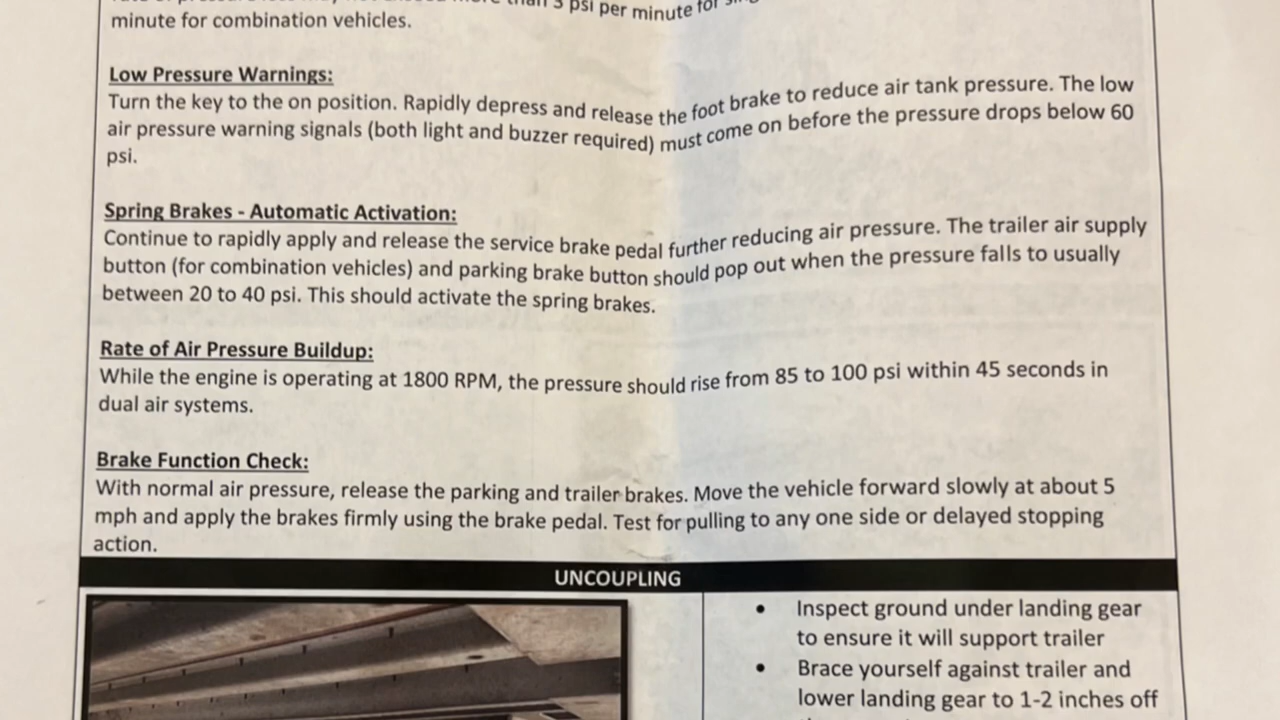 than 3 psi per minute for
minute for combination vehicles.
Low Pressure Warnings:
Turn the key to the on position. Rapidly depress and release the foot brake to reduce air tank pressure. The low
air pressure warning signals (both light and buzzer required) must come on before the pressure drops below 60
psi.
Spring Brakes - Automatic Activation:
Continue to rapidly apply and release the service brake pedal further reducing air pressure. The trailer air supply
button (for combination vehicles) and parking brake button should pop out when the pressure falls to usually
between 20 to 40 psi. This should activate the spring brakes.
Rate of Air Pressure Buildup:
While the engine is operating at 1800 RPM, the pressure should rise from 85 to 100 psi within 45 seconds in
dual air systems.
Brake Function Check:
With normal air pressure, release the parking and trailer brakes. Move the vehicle forward slowly at about 5
mph and apply the brakes firmly using the brake pedal. Test for pulling to any one side or delayed stopping
action.
UNCOUPLING
• Inspect ground under landing gear
to ensure it will support trailer
• Brace yourself against trailer and
lower landing gear to 1-2 inches off